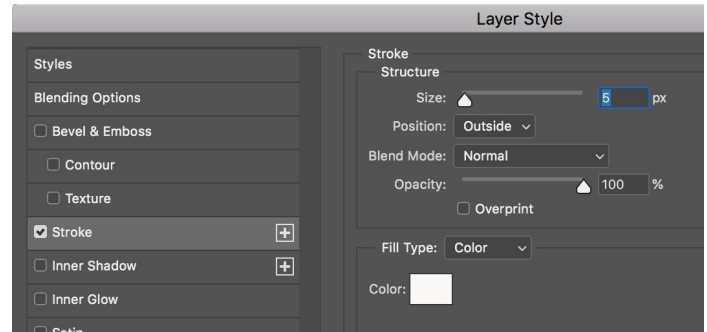 Layer Style
Styles
Blending Options
Bevel & Emboss
Contour
Texture
Stroke
Inner Shadow
Inner Glow
Satin
Stroke
Structure
Size: 5 px
Position: Outside
Blend Mode: Normal
Opacity: 100 %
Overprint
Fill Type: Color
Color: